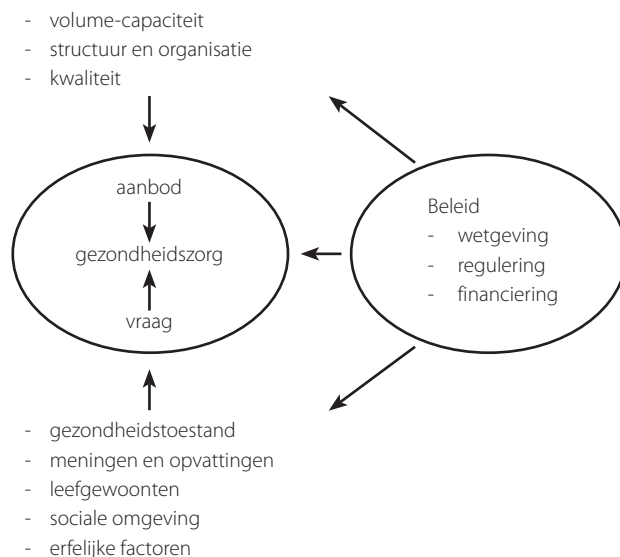 - volume-capaciteit
- structuur en organisatie
- kwaliteit
aanbod
gezondheidszorg
vraag
Beleid
- wetgeving
- regulering
- financiering
- gezondheidstoestand
- meningen en opvattingen
- leefgewoonten
- sociale omgeving
- erfelijke factoren